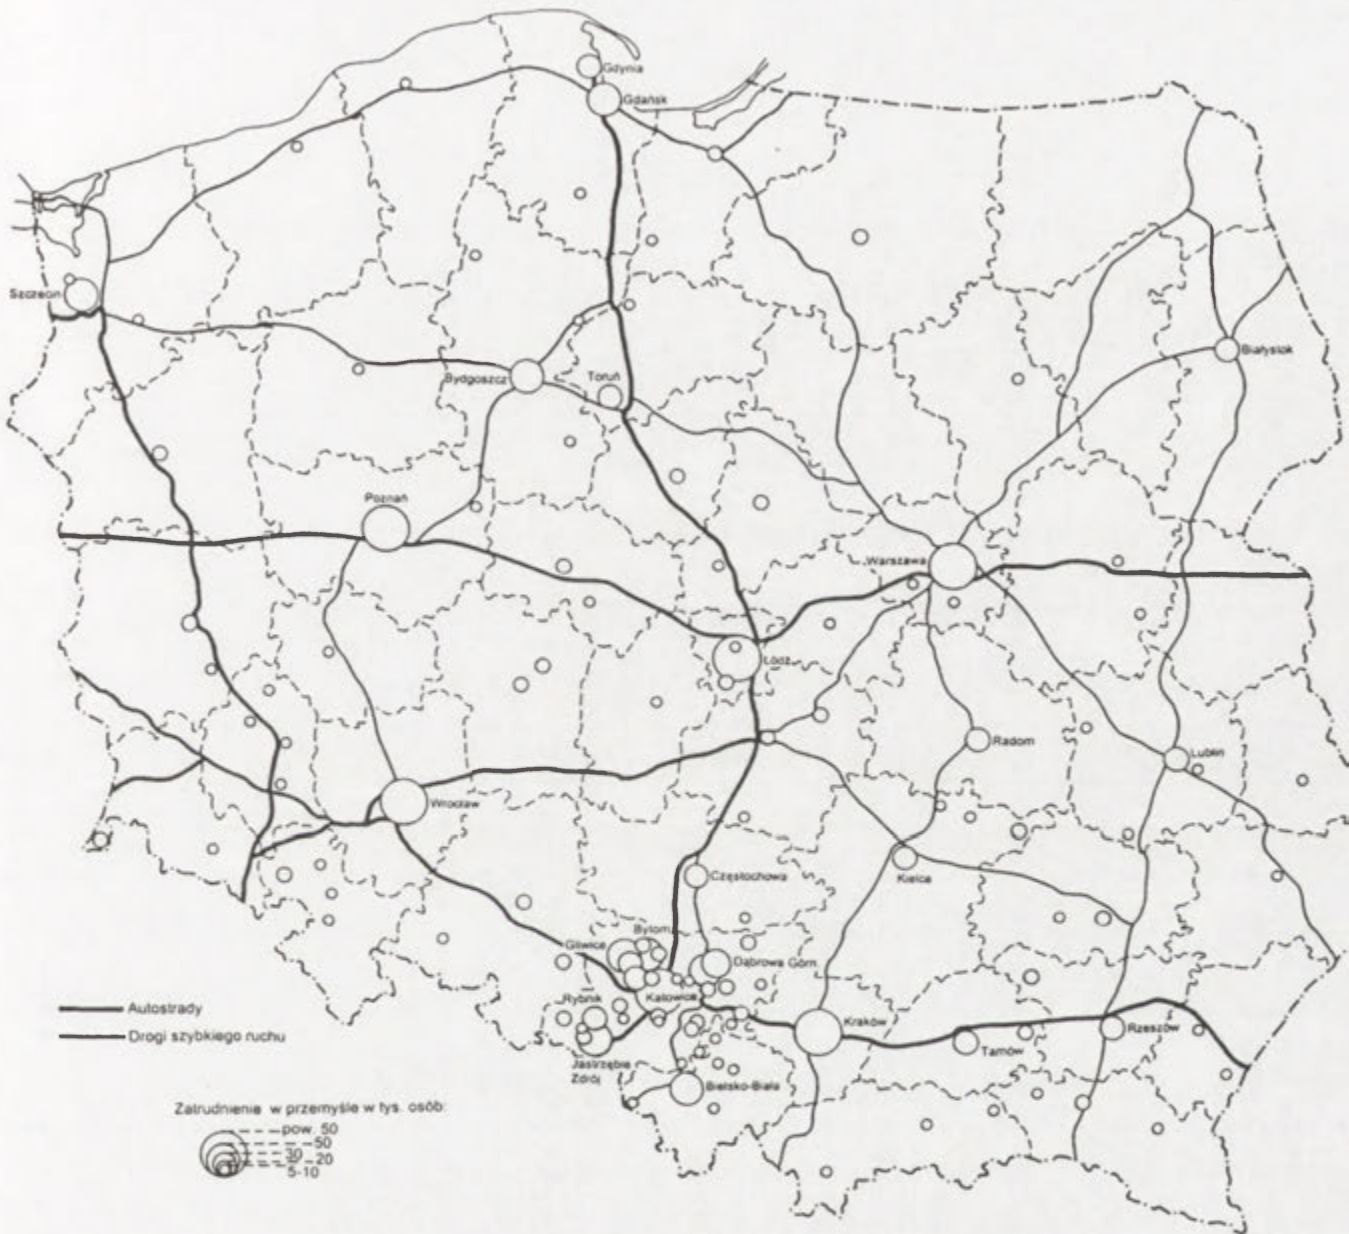 Gdynia
Gdańsk
Szczecin
Białystok
Bydgoszcz
Toruń
Poznań
Warszawa
Łódź
Radom
Lublin
Wrocław
Częstochowa
Kielce
Bytom
Gliwice
Dąbrowa Górn.
Rybnik
Katowice
Autostrady
Kraków
Rzeszów
Drogi szybkiego ruchu
Tarnów
Jastrzębie
Zdrój
Bielsko-Biała
Zatrudnienie w przemyśle w tys. osób:
pow. 50
50
30
20
5-10